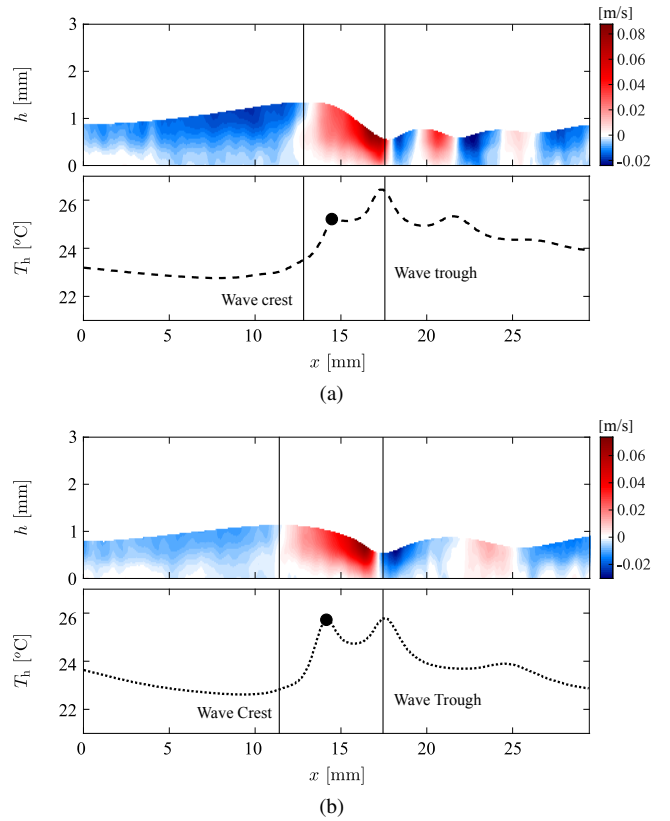 [m/s]
3
2
1
0
h [mm]
0.08
0.06
0.04
0.02
0
-0.02
26
24
22
T_h [°C]
Wave crest
Wave trough
0 5 10 15 20 25
x [mm]
(a)
[m/s]
3
2
1
0
h [mm]
0.06
0.04
0.02
0
-0.02
26
24
22
T_h [°C]
Wave Crest
Wave Trough
0 5 10 15 20 25
x [mm]
(b)